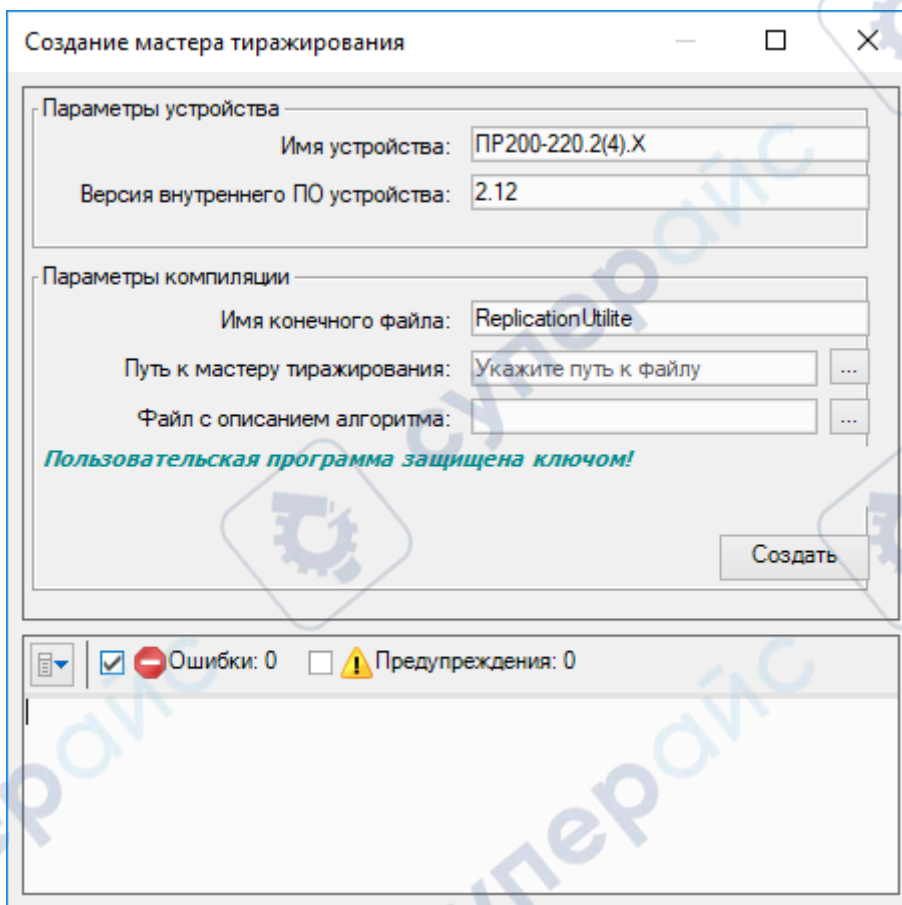 Создание мастера тиражирования
Параметры устройства
Имя устройства: ПР200-220.2(4).X
Версия внутреннего ПО устройства: 2.12
Параметры компиляции
Имя конечного файла: ReplicationUtilite
Путь к мастеру тиражирования: Укажите путь к файлу ...
Файл с описанием алгоритма: ...
Пользовательская программа защищена ключом!
Создать
Ошибки: 0 Предупреждения: 0
суперайс